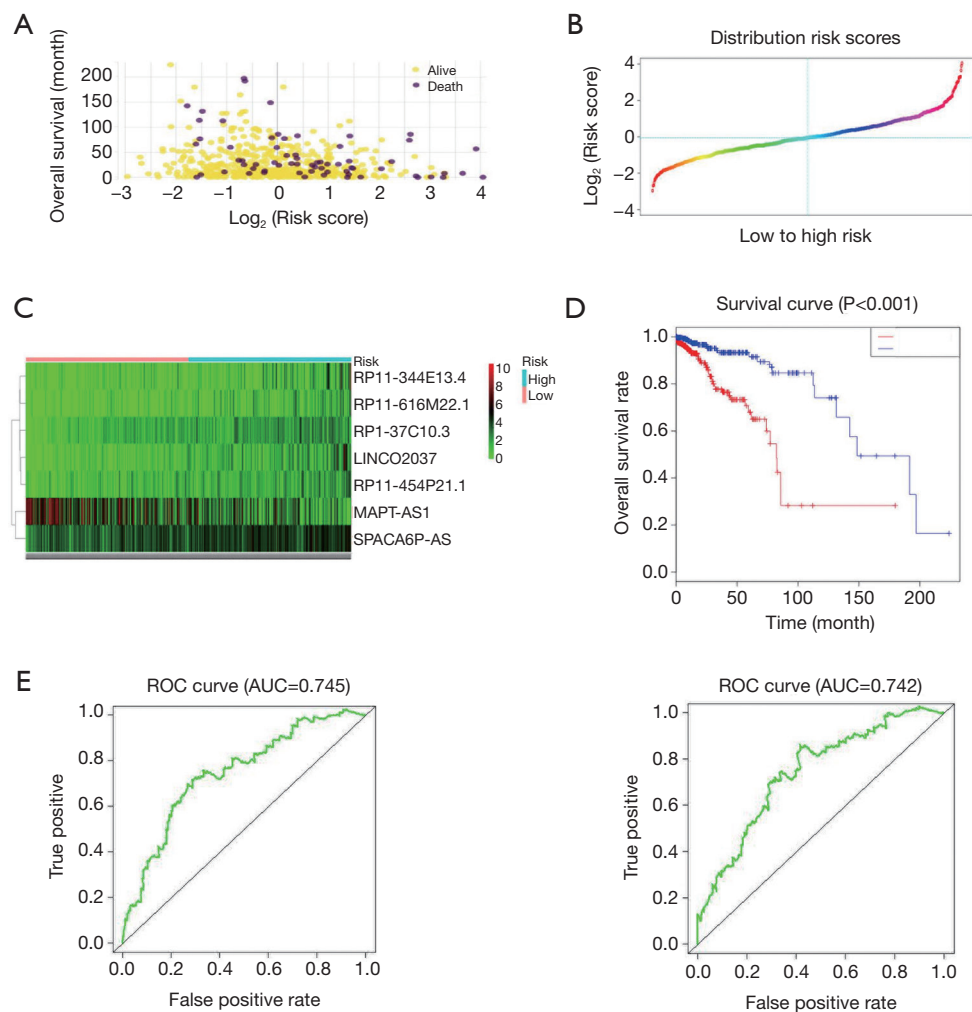 A
Overall survival (month)
200
150
100
50
0
Alive
Death
−3 −2 −1 0 1 2 3 4
Log2 (Risk score)
B
Distribution risk scores
Log2 (Risk score)
4
2
0
−2
−4
Low to high risk
C
Risk
RP11-344E13.4
RP11-616M22.1
RP1-37C10.3
LINCO2037
RP11-454P21.1
MAPT-AS1
SPACA6P-AS
10
8
6
4
2
0
Risk
High
Low
D
Survival curve (P<0.001)
Overall survival rate
1.0
0.8
0.6
0.4
0.2
0.0
0 50 100 150 200
Time (month)
E
ROC curve (AUC=0.745)
True positive
1.0
0.8
0.6
0.4
0.2
0.0
0.0 0.2 0.4 0.6 0.8 1.0
False positive rate
ROC curve (AUC=0.742)
True positive
1.0
0.8
0.6
0.4
0.2
0.0
0.0 0.2 0.4 0.6 0.8 1.0
False positive rate